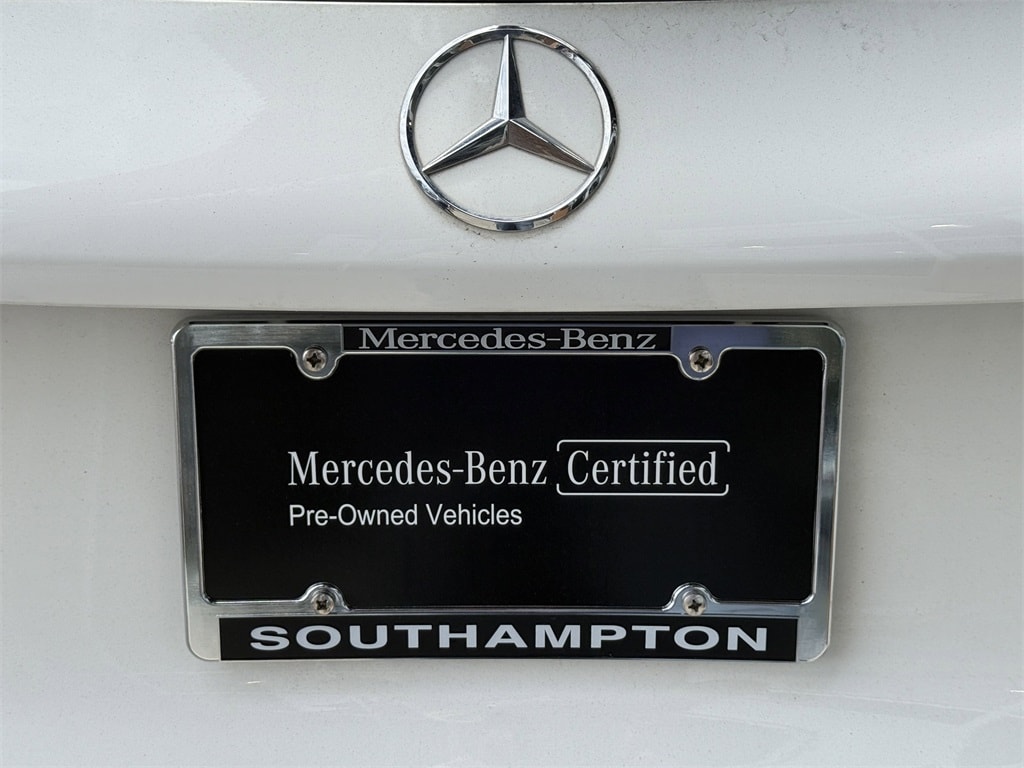 Mercedes-Benz
Mercedes-Benz Certified
Pre-Owned Vehicles
SOUTHAMPTON